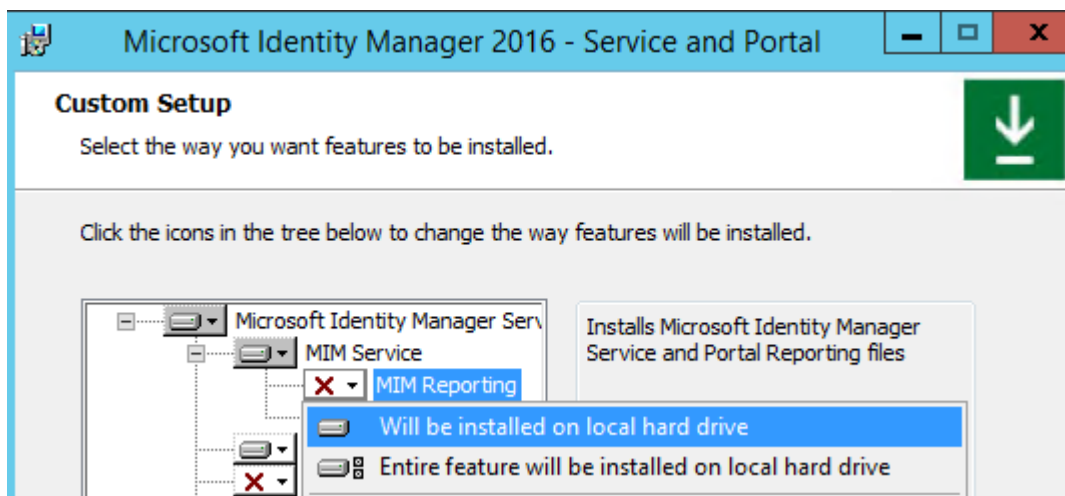 Microsoft Identity Manager 2016 - Service and Portal
Custom Setup
Select the way you want features to be installed.
Click the icons in the tree below to change the way features will be installed.
Microsoft Identity Manager Serv
MIM Service
MIM Reporting
Installs Microsoft Identity Manager
Service and Portal Reporting files
Will be installed on local hard drive
Entire feature will be installed on local hard drive